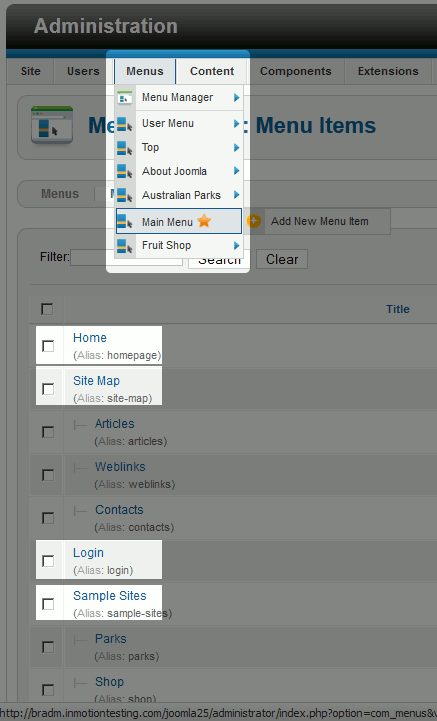 Administration
Site Users Menus Content Components Extensions
Menu Manager
Me : Menu Items
User Menu
Top
About Joomla
Menus Australian Parks
Main Menu Add New Menu Item
Fruit Shop
Filter: Search Clear
Title
Home
(Alias: homepage)
Site Map
(Alias: site-map)
Articles
(Alias: articles)
Weblinks
(Alias: weblinks)
Contacts
(Alias: contacts)
Login
(Alias: login)
Sample Sites
(Alias: sample-sites)
Parks
(Alias: parks)
Shop
(Alias: shop)
http://bradm.inmotiontesting.com/joomla25/administrator/index.php?option=com_menus&v